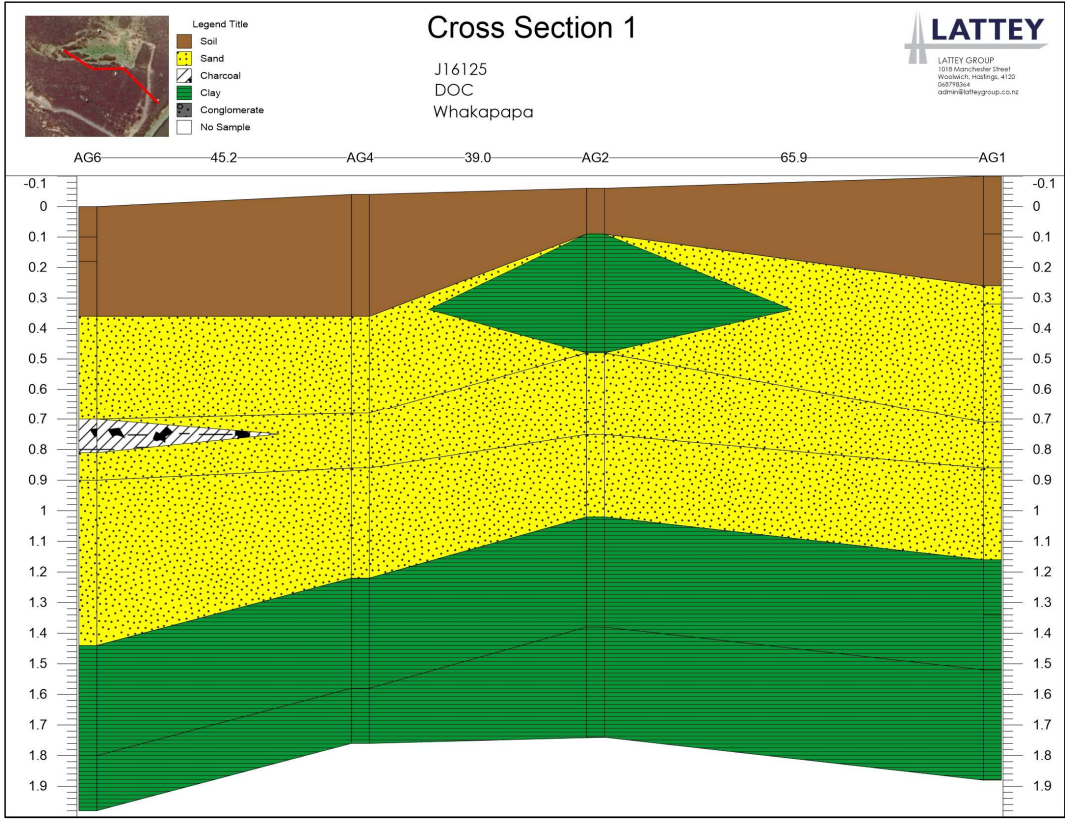 Legend Title
Soil
Sand
Charcoal
Clay
Conglomerate
No Sample
Cross Section 1
J16125
DOC
Whakapapa
LATTEY
LATTEY GROUP
1018 Manchester Street
Woolwich, Hastings, 4120
068798364
admin@latteygroup.co.nz
AG6 45.2 AG4 39.0 AG2 65.9 AG1
-0.1 -0.1
0 0
0.1 0.1
0.2 0.2
0.3 0.3
0.4 0.4
0.5 0.5
0.6 0.6
0.7 0.7
0.8 0.8
0.9 0.9
1 1
1.1 1.1
1.2 1.2
1.3 1.3
1.4 1.4
1.5 1.5
1.6 1.6
1.7 1.7
1.8 1.8
1.9 1.9